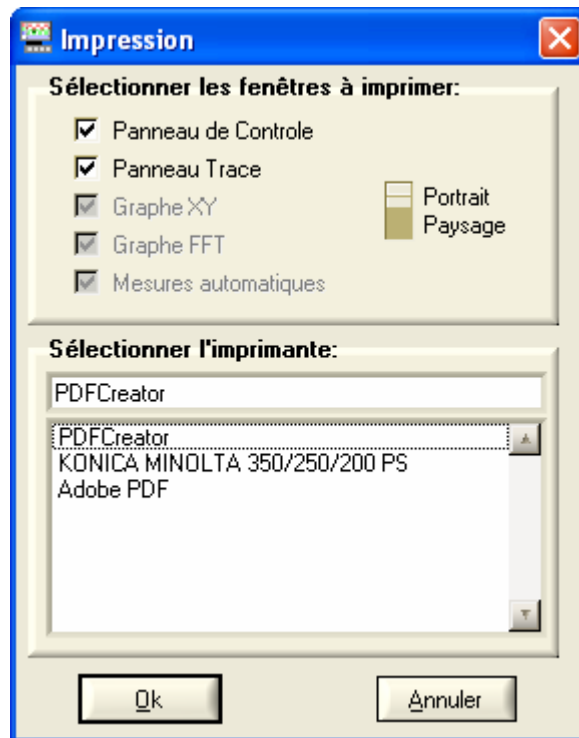 Impression
Sélectionner les fenêtres à imprimer:
Panneau de Controle
Panneau Trace
Graphe XY
Graphe FFT
Mesures automatiques
Portrait
Paysage
Sélectionner l'imprimante:
PDFCreator
PDFCreator
KONICA MINOLTA 350/250/200 PS
Adobe PDF
Ok
Annuler